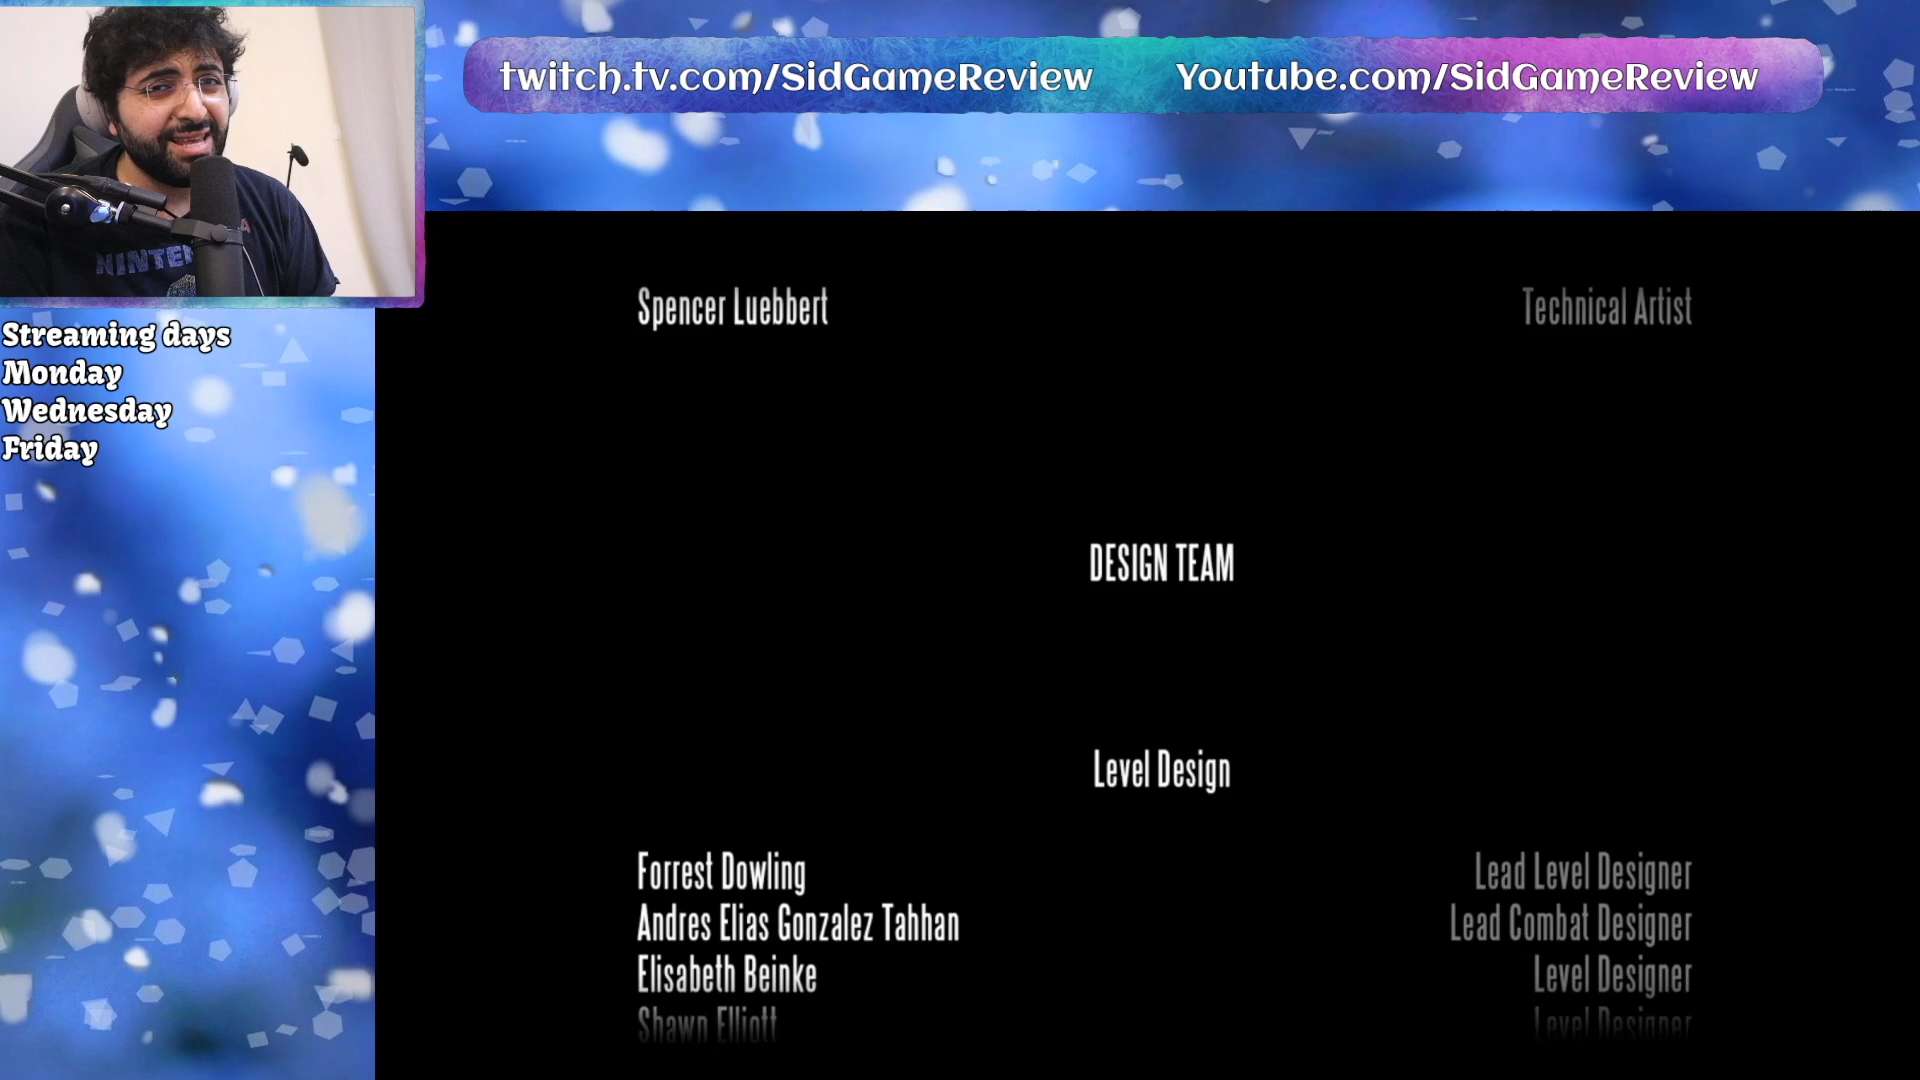 twitch.tv.com/SidGameReview Youtube.com/SidGameReview
NINTE
Streaming days
Monday
Wednesday
Friday
Spencer Luebbert Technical Artist
DESIGN TEAM
Level Design
Forrest Dowling Lead Level Designer
Andres Elias Gonzalez Tahhan Lead Combat Designer
Elisabeth Beinke Level Designer
Shawn Elliott Level Designer